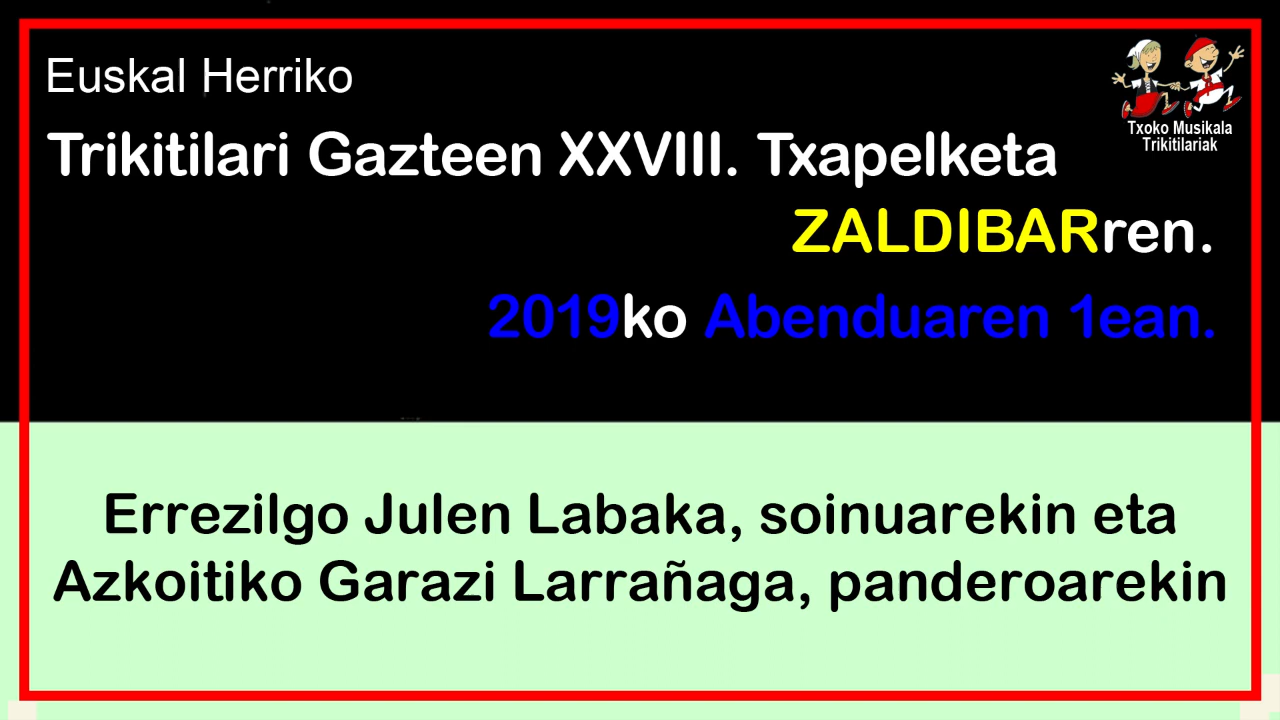 Euskal Herriko
Txoko Musikala
Trikitilariak
Trikitilari Gazteen XXVIII. Txapelketa
ZALDIBARren.
2019ko Abenduaren 1ean.
Errezilgo Julen Labaka, soinuarekin eta
Azkoitiko Garazi Larrañaga, panderoarekin